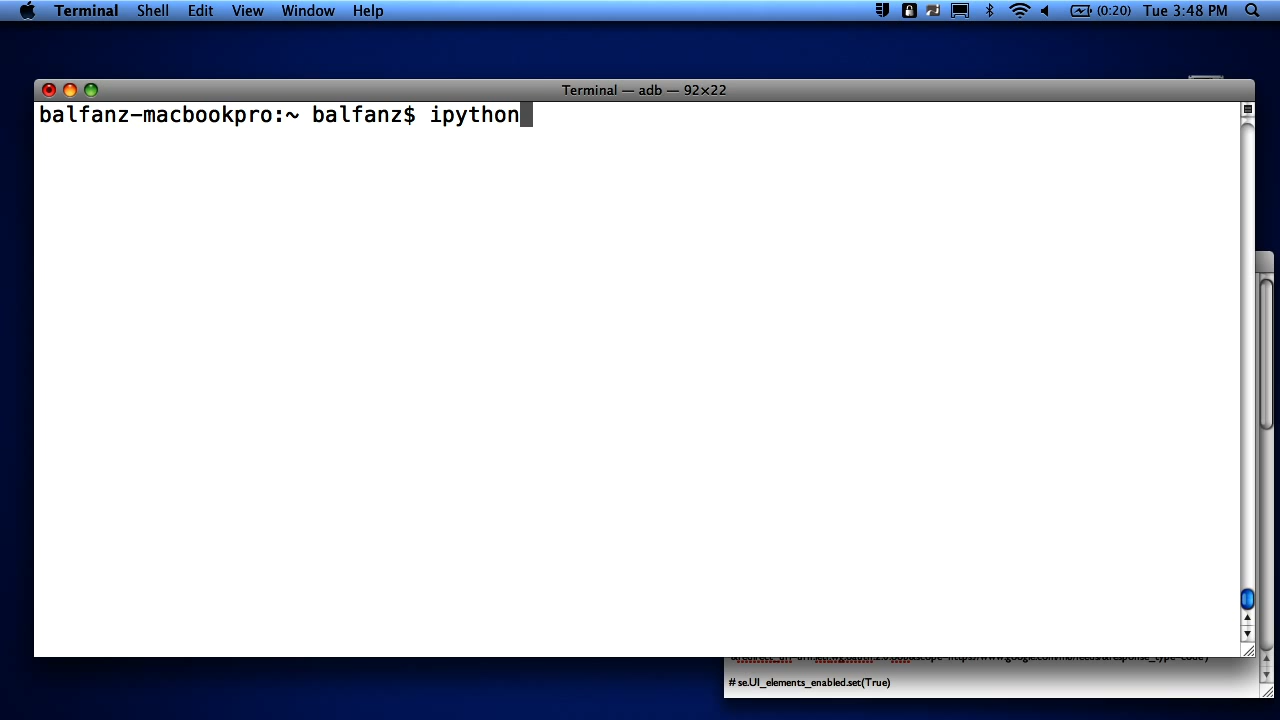 Terminal Shell Edit View Window Help (0:20) Tue 3:48 PM
Terminal — adb — 92×22
balfanz-macbookpro:~ balfanz$ ipython
# se.UI_elements_enabled.set(True)